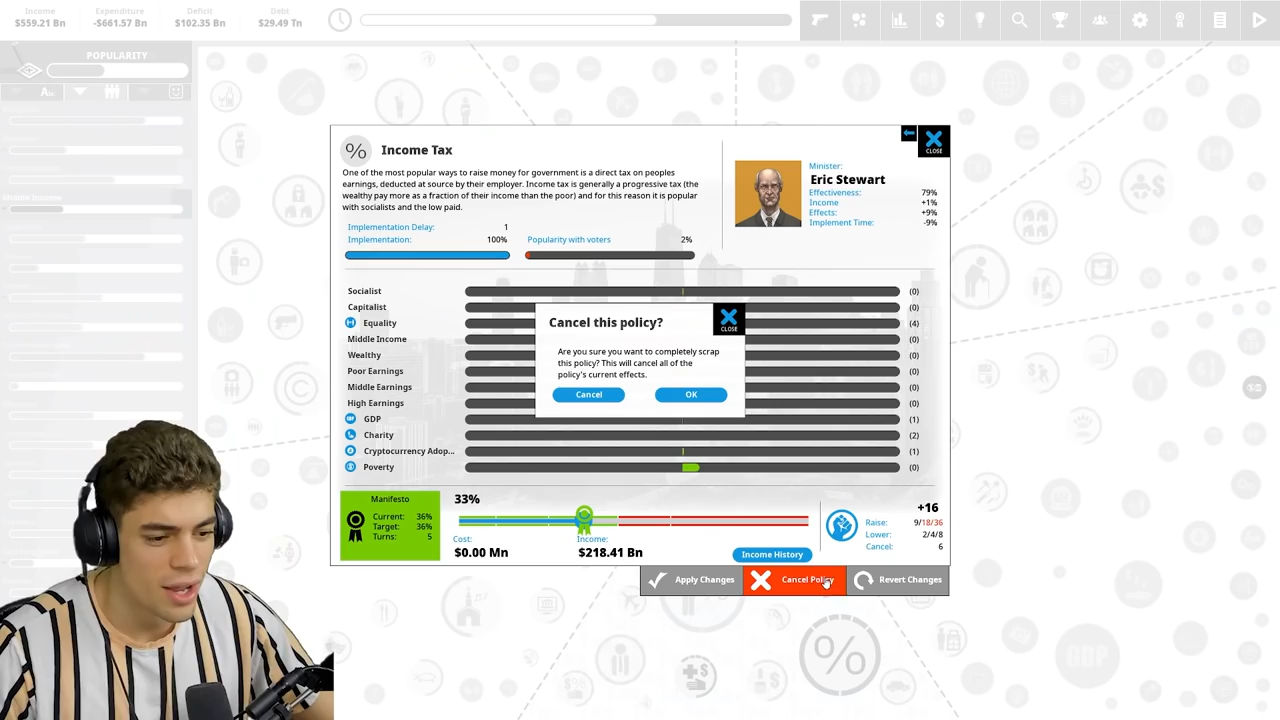 Income Expenditure Deficit Debt
$559.21 Bn -$661.57 Bn $102.35 Bn $29.49 Tn
POPULARITY
A
Middle Income
% Income Tax
One of the most popular ways to raise money for government is a direct tax on peoples
earnings, deducted at source by their employer. Income tax is generally a progressive tax (the
wealthy pay more as a fraction of their income than the poor) and for this reason it is popular
with socialists and the low paid.
Implementation Delay: 1
Implementation: 100% Popularity with voters 2%
CLOSE
Minister:
Eric Stewart
Effectiveness: 79%
Income +1%
Effects: +9%
Implement Time: -9%
Socialist (0)
Capitalist (0)
Equality (4)
Middle Income (0)
Wealthy (0)
Poor Earnings (0)
Middle Earnings (0)
High Earnings (0)
GDP (1)
Charity (2)
Cryptocurrency Adop... (1)
Poverty (0)
Cancel this policy?
CLOSE
Are you sure you want to completely scrap
this policy? This will cancel all of the
policy's current effects.
Cancel OK
Manifesto
Current: 36%
Target: 36%
Turns: 5
33%
Cost: Income:
$0.00 Mn $218.41 Bn
Income History
+16
Raise: 9/18/36
Lower: 2/4/8
Cancel: 6
Apply Changes Cancel Policy Revert Changes
%
GDP